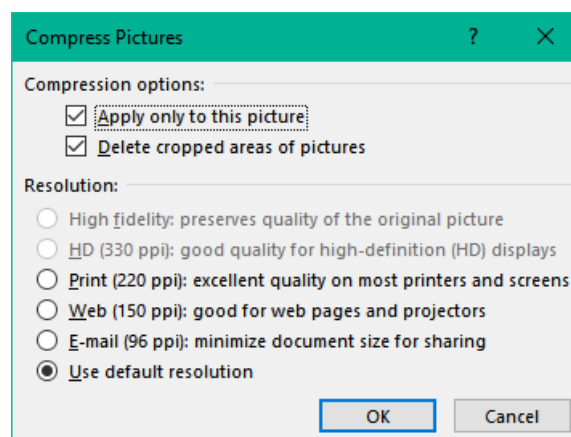 Compress Pictures ?
Compression options:
Apply only to this picture
Delete cropped areas of pictures
Resolution:
High fidelity: preserves quality of the original picture
HD (330 ppi): good quality for high-definition (HD) displays
Print (220 ppi): excellent quality on most printers and screens
Web (150 ppi): good for web pages and projectors
E-mail (96 ppi): minimize document size for sharing
Use default resolution
OK Cancel